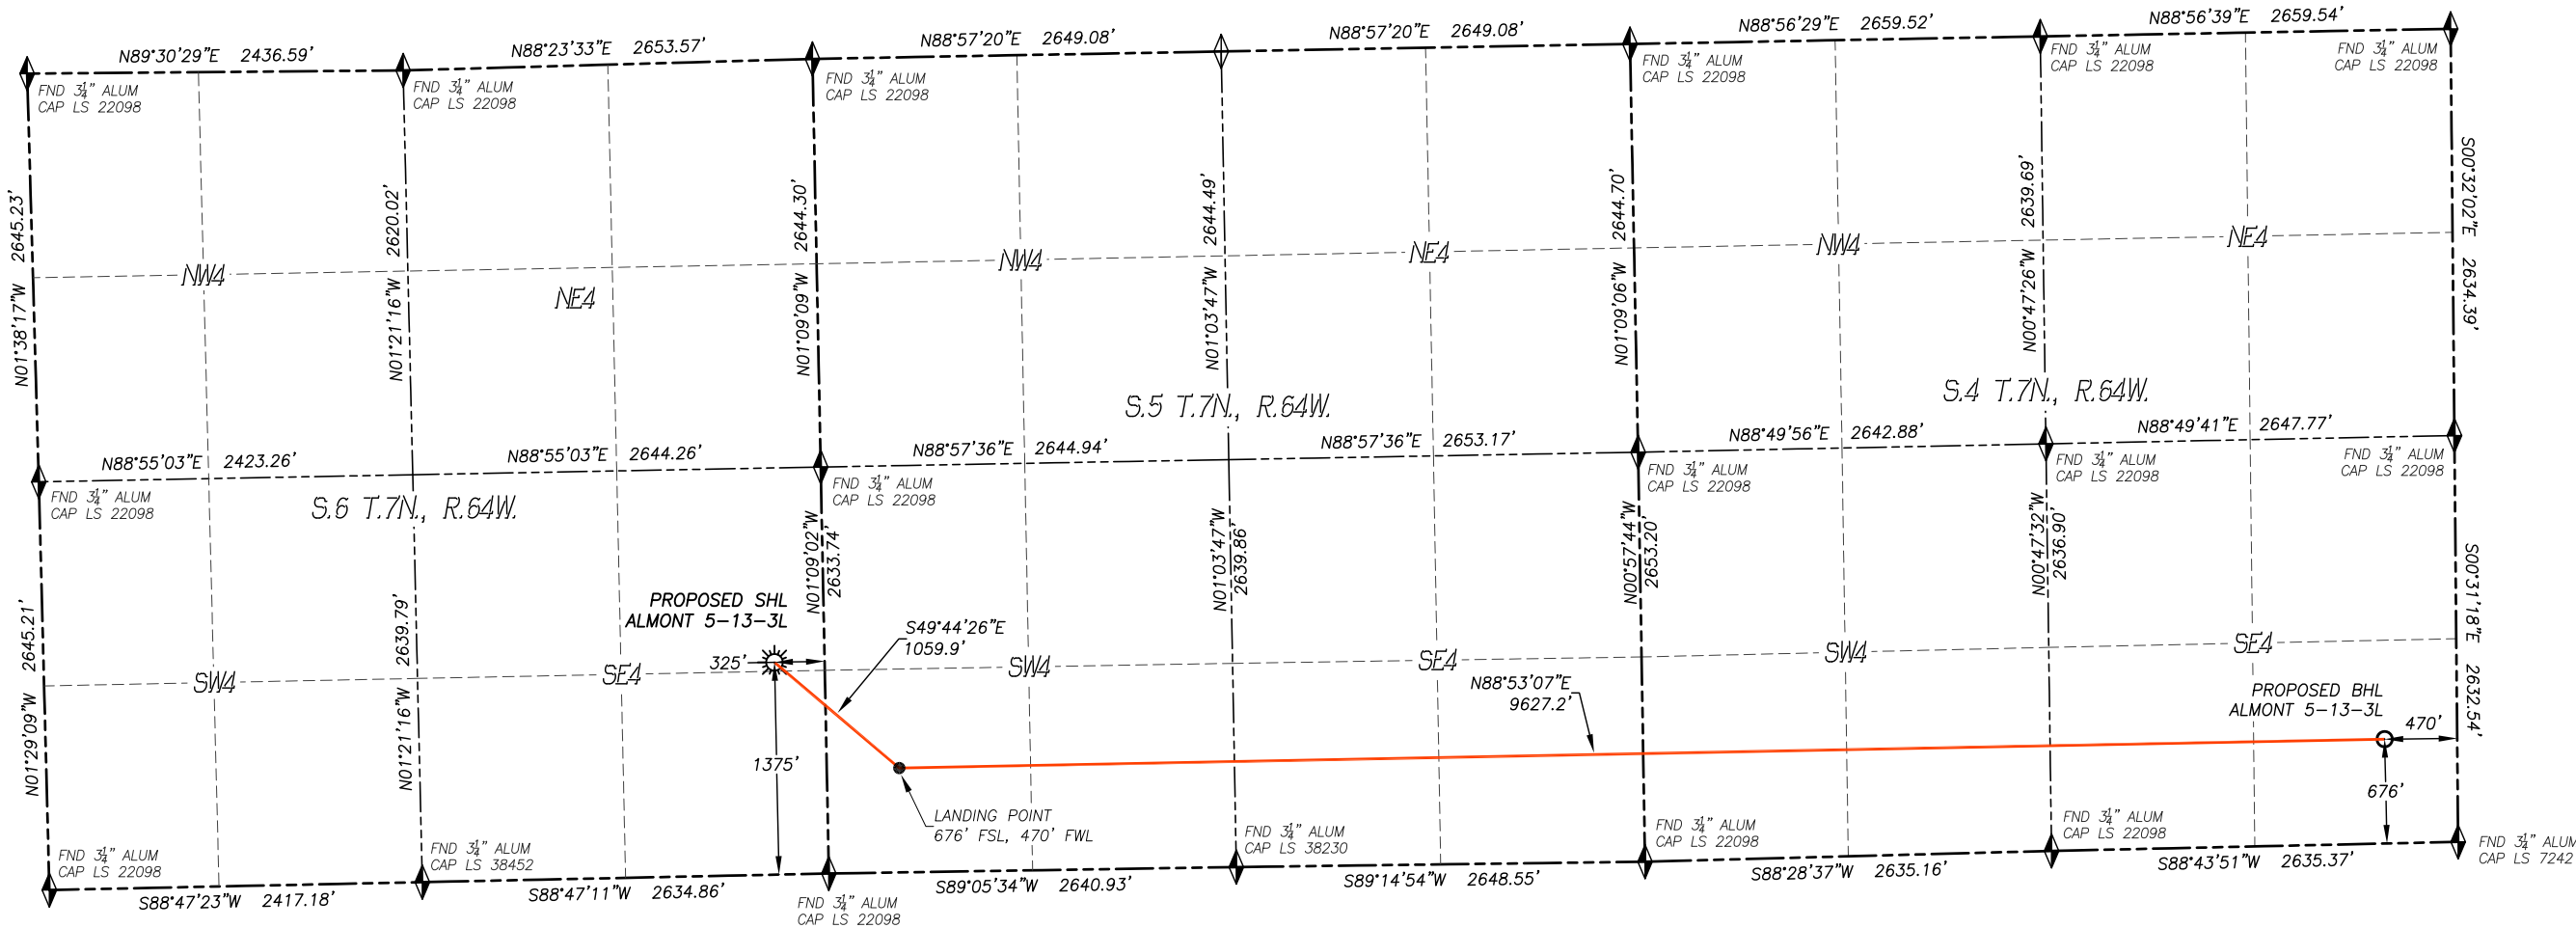 N89°30'29"E 2436.59'
N88°23'33"E 2653.57'
N88°57'20"E 2649.08'
N88°57'20"E 2649.08'
N88°56'29"E 2659.52'
N88°56'39"E 2659.54'
FND 3¼" ALUM
CAP LS 22098
FND 3¼" ALUM
CAP LS 22098
FND 3¼" ALUM
CAP LS 22098
FND 3¼" ALUM
CAP LS 22098
FND 3¼" ALUM
CAP LS 22098
FND 3¼" ALUM
CAP LS 22098
N01°38'17"W 2645.23'
N01°21'16"W 2620.02'
N01°09'09"W 2644.30'
N01°03'47"W 2644.49'
N01°09'06"W 2644.70'
N00°47'26"W 2639.69'
S00°32'02"E 2634.39'
NW4
NE4
NW4
NE4
NW4
NE4
S.5 T.7N., R.64W.
S.4 T.7N., R.64W.
N88°55'03"E 2423.26'
N88°55'03"E 2644.26'
N88°57'36"E 2644.94'
N88°57'36"E 2653.17'
N88°49'56"E 2642.88'
N88°49'41"E 2647.77'
FND 3¼" ALUM
CAP LS 22098
S.6 T.7N., R.64W.
FND 3¼" ALUM
CAP LS 22098
FND 3¼" ALUM
CAP LS 22098
FND 3¼" ALUM
CAP LS 22098
FND 3¼" ALUM
CAP LS 22098
N01°29'09"W 2645.21'
N01°21'16"W 2639.79'
N01°09'02"W
2633.74'
N01°03'47"W
2639.86'
N00°57'44"W
2653.20'
N00°47'32"W
2636.90'
S00°31'18"E 2632.54'
PROPOSED SHL
ALMONT 5-13-3L
325'
S49°44'26"E
1059.9'
SW4
SE4
SW4
SE4
SW4
SE4
N88°53'07"E
9627.2'
PROPOSED BHL
ALMONT 5-13-3L
470'
1375'
676'
LANDING POINT
676' FSL, 470' FWL
FND 3¼" ALUM
CAP LS 22098
FND 3¼" ALUM
CAP LS 38452
FND 3¼" ALUM
CAP LS 38230
FND 3¼" ALUM
CAP LS 22098
FND 3¼" ALUM
CAP LS 22098
FND 3¼" ALUM
CAP LS 7242
S88°47'23"W 2417.18'
S88°47'11"W 2634.86'
S89°05'34"W 2640.93'
S89°14'54"W 2648.55'
S88°28'37"W 2635.16'
S88°43'51"W 2635.37'
FND 3¼" ALUM
CAP LS 22098